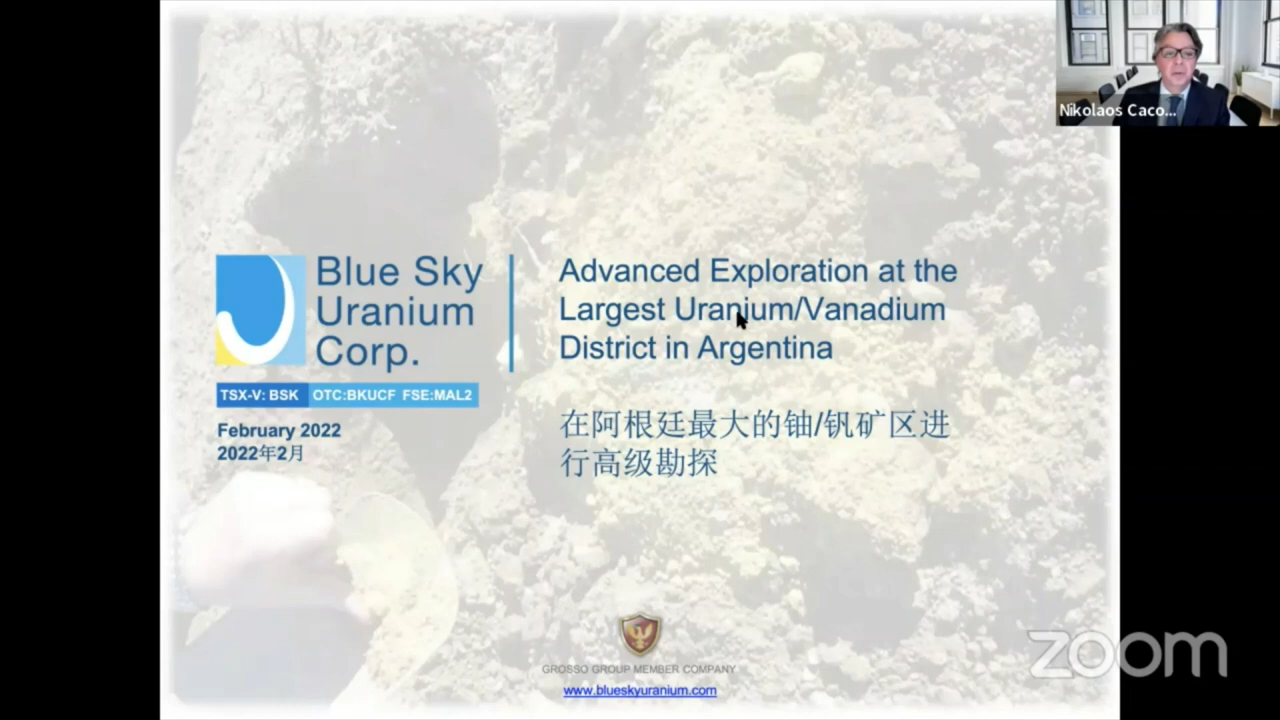 Nikolaos Caco...
Blue Sky
Uranium
Corp.
TSX-V: BSK OTC:BKUCF FSE:MAL2
February 2022
2022年2月
Advanced Exploration at the
Largest Uranium/Vanadium
District in Argentina
在阿根廷最大的铀/钒矿区进
行高级勘探
GROSSO GROUP MEMBER COMPANY
www.blueskyuranium.com
zoom